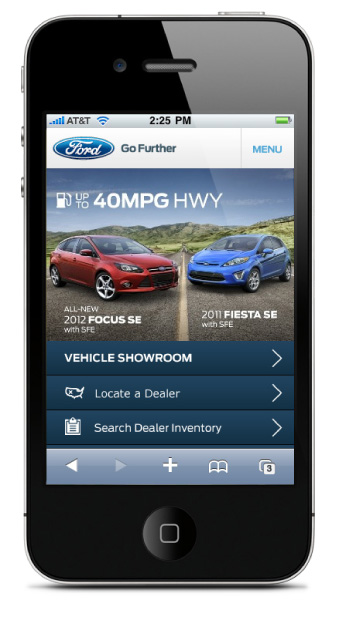 AT&T 2:25 PM
Ford Go Further MENU
UP TO 40MPG HWY
ALL-NEW
2012 FOCUS SE
with SFE
2011 FIESTA SE
with SFE
VEHICLE SHOWROOM
Locate a Dealer
Search Dealer Inventory
3